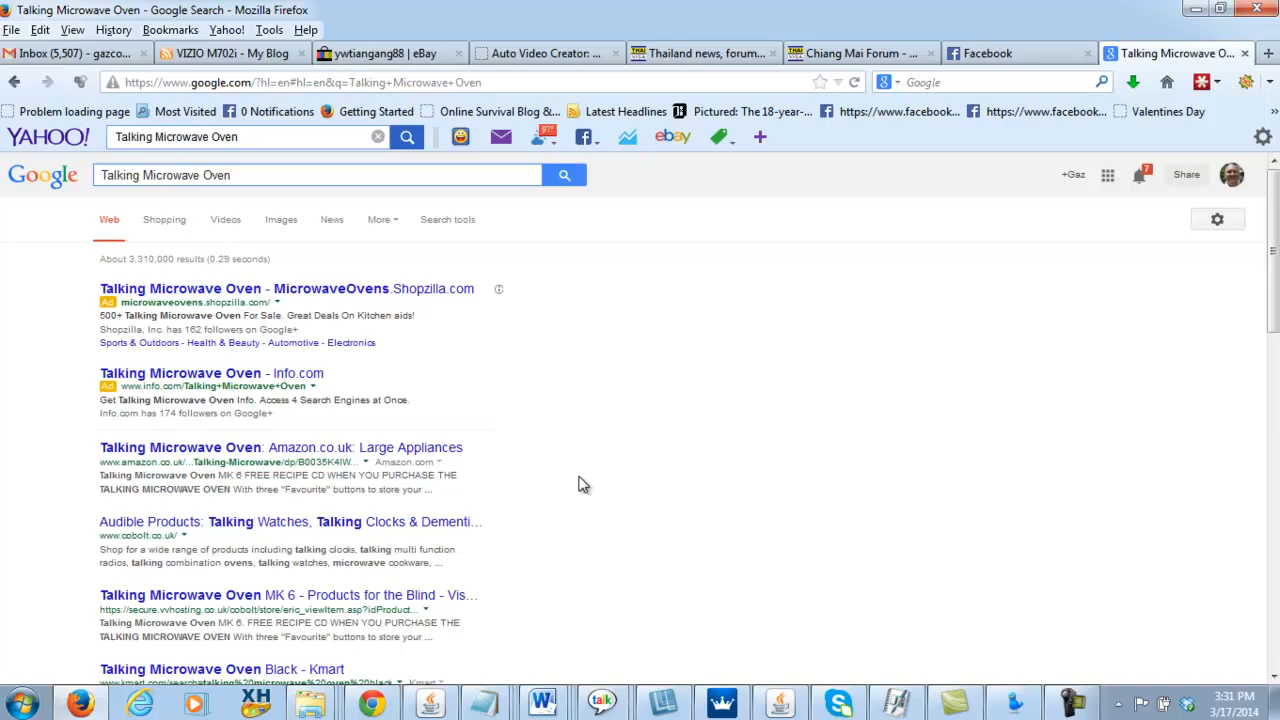 Talking Microwave Oven - Google Search - Mozilla Firefox
File Edit View History Bookmarks Yahoo! Tools Help
Inbox (5,507) - gazco... VIZIO M702i - My Blog ywtiangang88 | eBay Auto Video Creator: ... Thailand news, forum... Chiang Mai Forum - ... Facebook Talking Microwave O...
https://www.google.com/?hl=en#hl=en&q=Talking+Microwave+Oven Google
Problem loading page Most Visited 0 Notifications Getting Started Online Survival Blog &... Latest Headlines Pictured: The 18-year-... https://www.facebook... https://www.facebook... Valentines Day
YAHOO! Talking Microwave Oven 97° ebay
Google Talking Microwave Oven +Gaz 7 Share
Web Shopping Videos Images News More Search tools
About 3,310,000 results (0.29 seconds)
Talking Microwave Oven - MicrowaveOvens.Shopzilla.com
Ad microwaveovens.shopzilla.com/
500+ Talking Microwave Oven For Sale. Great Deals On Kitchen aids!
Shopzilla, Inc. has 162 followers on Google+
Sports & Outdoors - Health & Beauty - Automotive - Electronics
Talking Microwave Oven - Info.com
Ad www.info.com/Talking+Microwave+Oven
Get Talking Microwave Oven Info. Access 4 Search Engines at Once.
Info.com has 174 followers on Google+
Talking Microwave Oven: Amazon.co.uk: Large Appliances
www.amazon.co.uk/...Talking-Microwave/dp/B0035K4IW... Amazon.com
Talking Microwave Oven MK 6 FREE RECIPE CD WHEN YOU PURCHASE THE
TALKING MICROWAVE OVEN With three "Favourite" buttons to store your ...
Audible Products: Talking Watches, Talking Clocks & Dementi...
www.cobolt.co.uk/
Shop for a wide range of products including talking clocks, talking multi function
radios, talking combination ovens, talking watches, microwave cookware, ...
Talking Microwave Oven MK 6 - Products for the Blind - Vis...
https://secure.vvhosting.co.uk/cobolt/store/erio_viewItem.asp?idProduct...
Talking Microwave Oven MK 6. FREE RECIPE CD WHEN YOU PURCHASE THE
TALKING MICROWAVE OVEN With three "Favourite" buttons to store your ...
Talking Microwave Oven Black - Kmart
www.kmart.com/search=talking%20microwave%20oven%20black Kmart
XH W talk
3:31 PM
3/17/2014